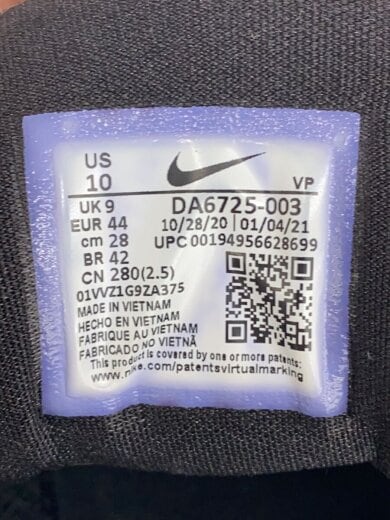 US
10
VP
UK 9
DA6725-003
EUR 44
10/28/20 | 01/04/21
cm 28
UPC 00194956628699
BR 42
CN 280(2.5)
01VVZ1G9ZA375
MADE IN VIETNAM
HECHO EN VIETNAM
FABRIQUE AU VIETNAM
FABRICADO NO VIETNÃ
This product is covered by one or more patents:
www.nike.com/patentsvirtualmarking